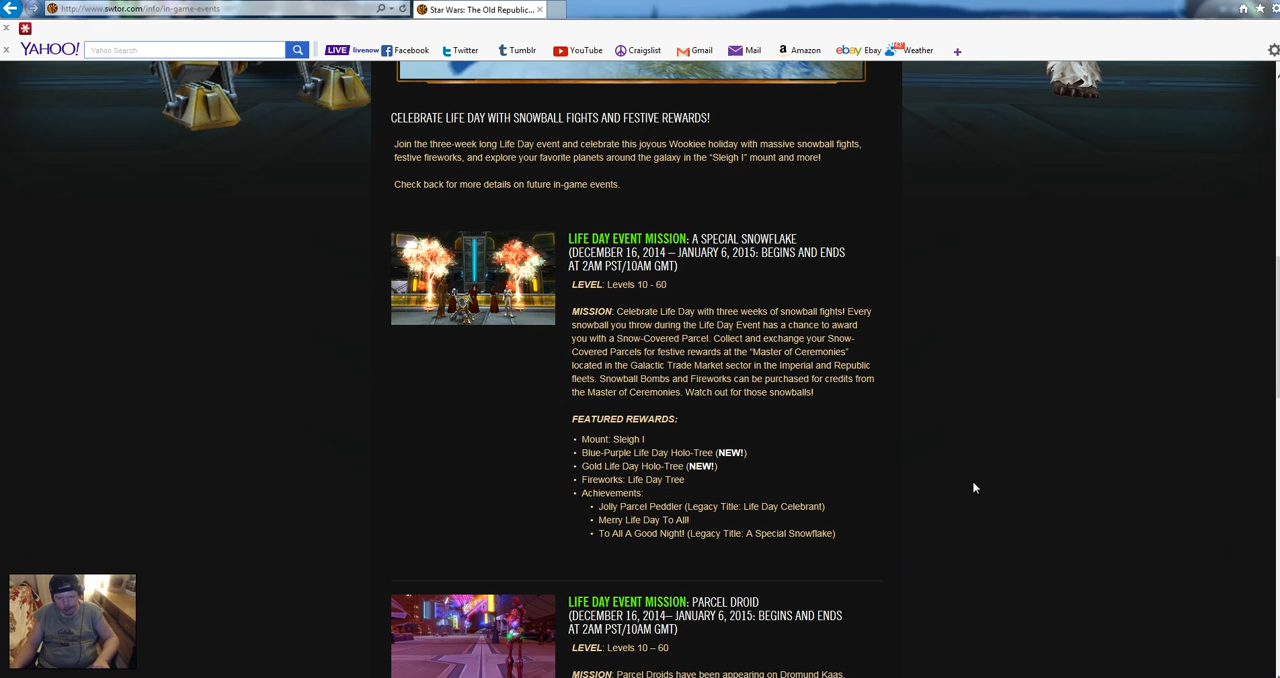 http://www.swtor.com/info/in-game-events
Star Wars: The Old Republic...
YAHOO!
Yahoo Search
LIVE livenow
Facebook
Twitter
Tumblr
YouTube
Craigslist
Gmail
Mail
Amazon
Ebay
Weather
CELEBRATE LIFE DAY WITH SNOWBALL FIGHTS AND FESTIVE REWARDS!
Join the three-week long Life Day event and celebrate this joyous Wookiee holiday with massive snowball fights,
festive fireworks, and explore your favorite planets around the galaxy in the "Sleigh I" mount and more!
Check back for more details on future in-game events.
LIFE DAY EVENT MISSION: A SPECIAL SNOWFLAKE
(DECEMBER 16, 2014 – JANUARY 6, 2015: BEGINS AND ENDS
AT 2AM PST/10AM GMT)
LEVEL: Levels 10 - 60
MISSION: Celebrate Life Day with three weeks of snowball fights! Every
snowball you throw during the Life Day Event has a chance to award
you with a Snow-Covered Parcel. Collect and exchange your Snow-
Covered Parcels for festive rewards at the "Master of Ceremonies"
located in the Galactic Trade Market sector in the Imperial and Republic
fleets. Snowball Bombs and Fireworks can be purchased for credits from
the Master of Ceremonies. Watch out for those snowballs!
FEATURED REWARDS:
• Mount: Sleigh I
• Blue-Purple Life Day Holo-Tree (NEW!)
• Gold Life Day Holo-Tree (NEW!)
• Fireworks: Life Day Tree
• Achievements:
• Jolly Parcel Peddler (Legacy Title: Life Day Celebrant)
• Merry Life Day To All!
• To All A Good Night! (Legacy Title: A Special Snowflake)
LIFE DAY EVENT MISSION: PARCEL DROID
(DECEMBER 16, 2014– JANUARY 6, 2015: BEGINS AND ENDS
AT 2AM PST/10AM GMT)
LEVEL: Levels 10 – 60
MISSION: Parcel Droids have been appearing on Dromund Kaas,